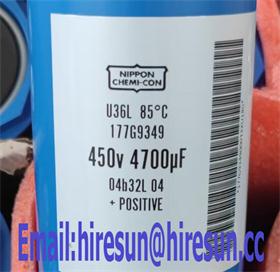 NIPPON
CHEMI-CON
U36L 85°C
177G9349
450v 4700µF
04b32L 04
+ POSITIVE
Email:hiresun@hiresun.cc